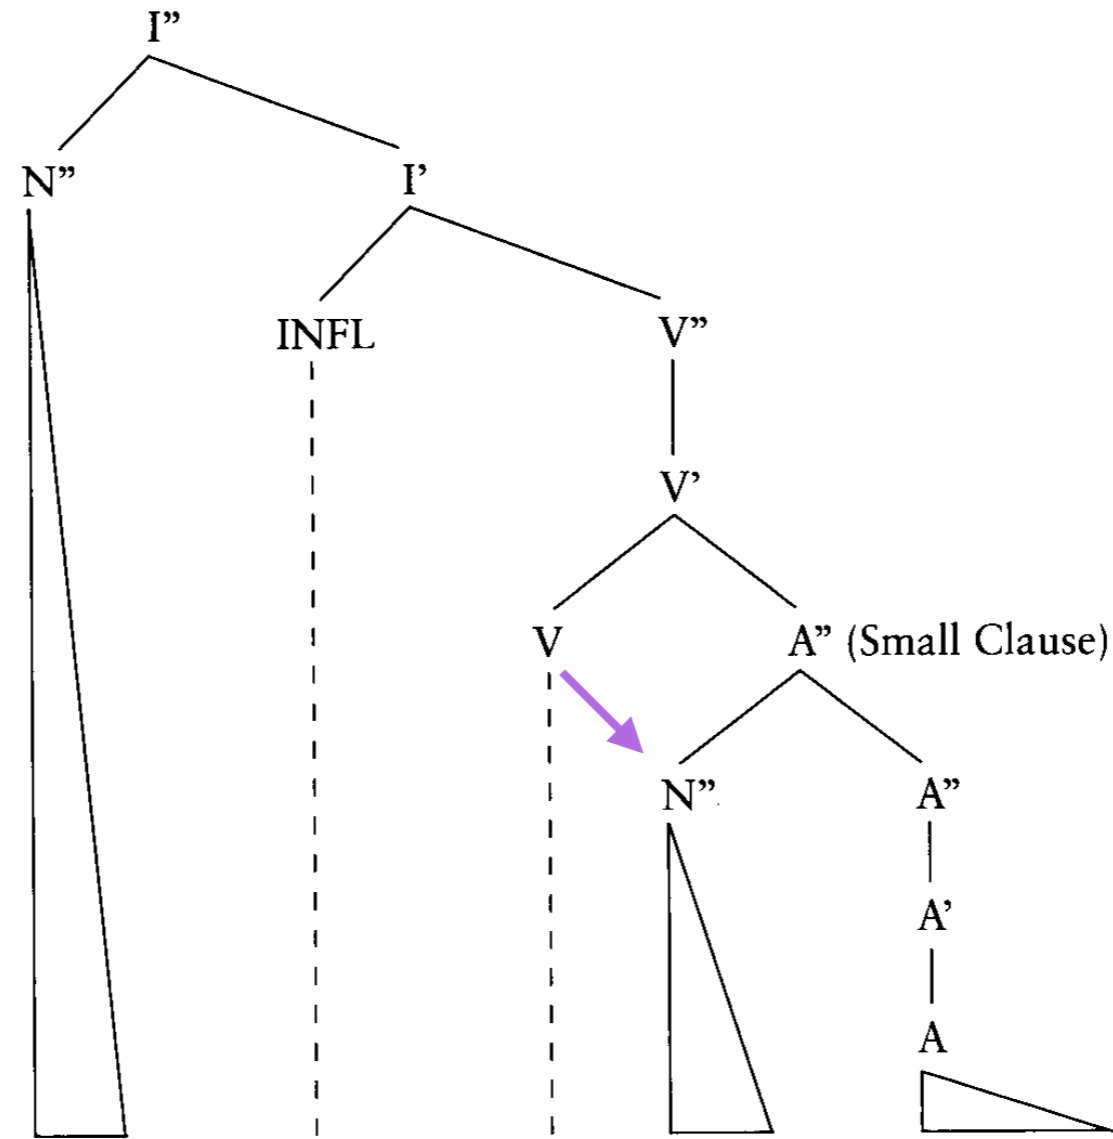 I”
N” I’
INFL V”
V’
V A” (Small Clause)
N” A”
A’
A